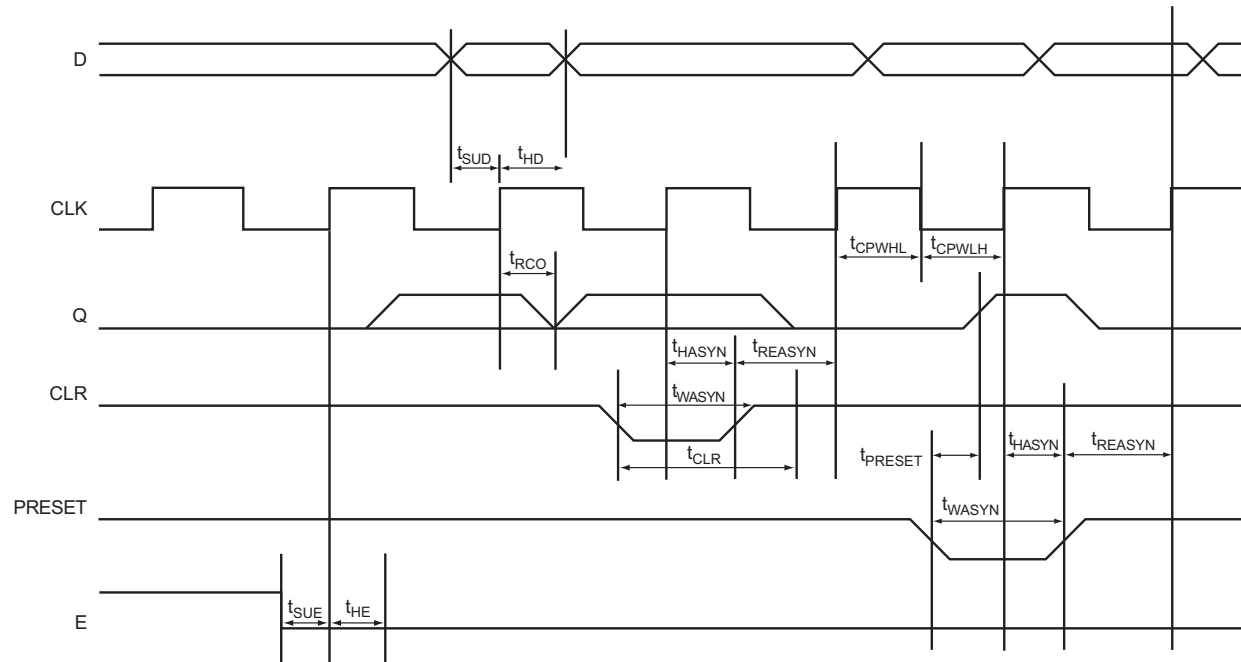 D
tSUD tHD
CLK
tCPWHL tCPWLH
tRCO
Q
tHASYN tREASYN
CLR
tWASYN
tCLR
tPRESET tHASYN tREASYN
PRESET
tWASYN
tSUE tHE
E